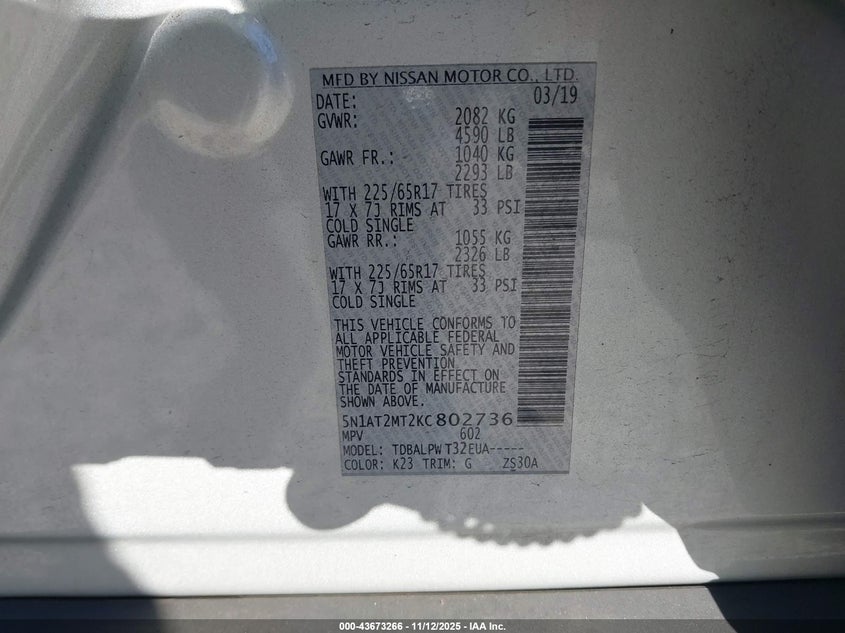 MFD BY NISSAN MOTOR CO., LTD.
DATE: 03/19
GVWR: 2082 KG
4590 LB
GAWR FR.: 1040 KG
2293 LB
WITH 225/65R17 TIRES
17 X 7J RIMS AT 33 PSI
COLD SINGLE
GAWR RR.: 1055 KG
2326 LB
WITH 225/65R17 TIRES
17 X 7J RIMS AT 33 PSI
COLD SINGLE
THIS VEHICLE CONFORMS TO
ALL APPLICABLE FEDERAL
MOTOR VEHICLE SAFETY AND
THEFT PREVENTION
STANDARDS IN EFFECT ON
THE DATE OF MANUFACTURE
SHOWN ABOVE.
5N1AT2MT2KC802736
MPV 602
MODEL: TDBALPW T32EUA-----
COLOR: K23 TRIM: G ZS30A
000-43673266 - 11/12/2025 - IAA Inc.